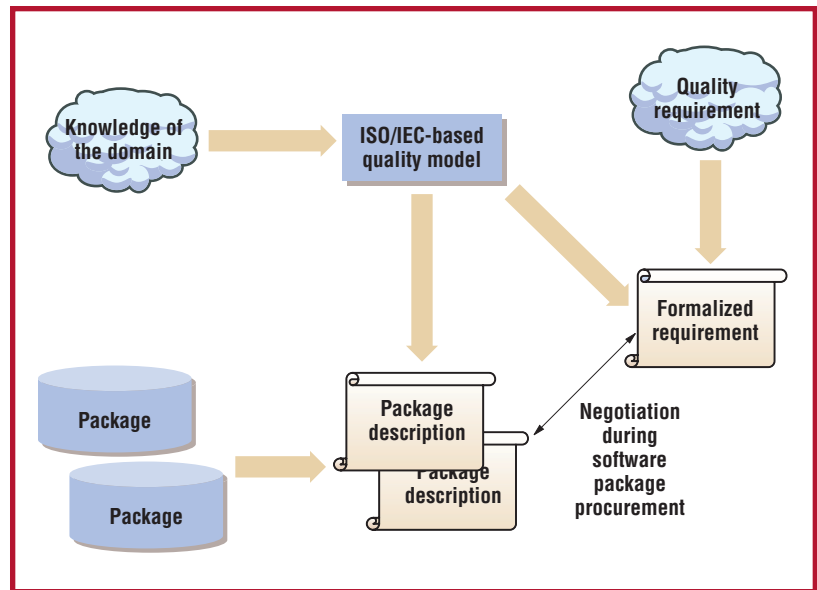 Knowledge of
the domain
ISO/IEC-based
quality model
Quality
requirement
Formalized
requirement
Package
Package
Package
description
Package
description
Negotiation
during
software
package
procurement